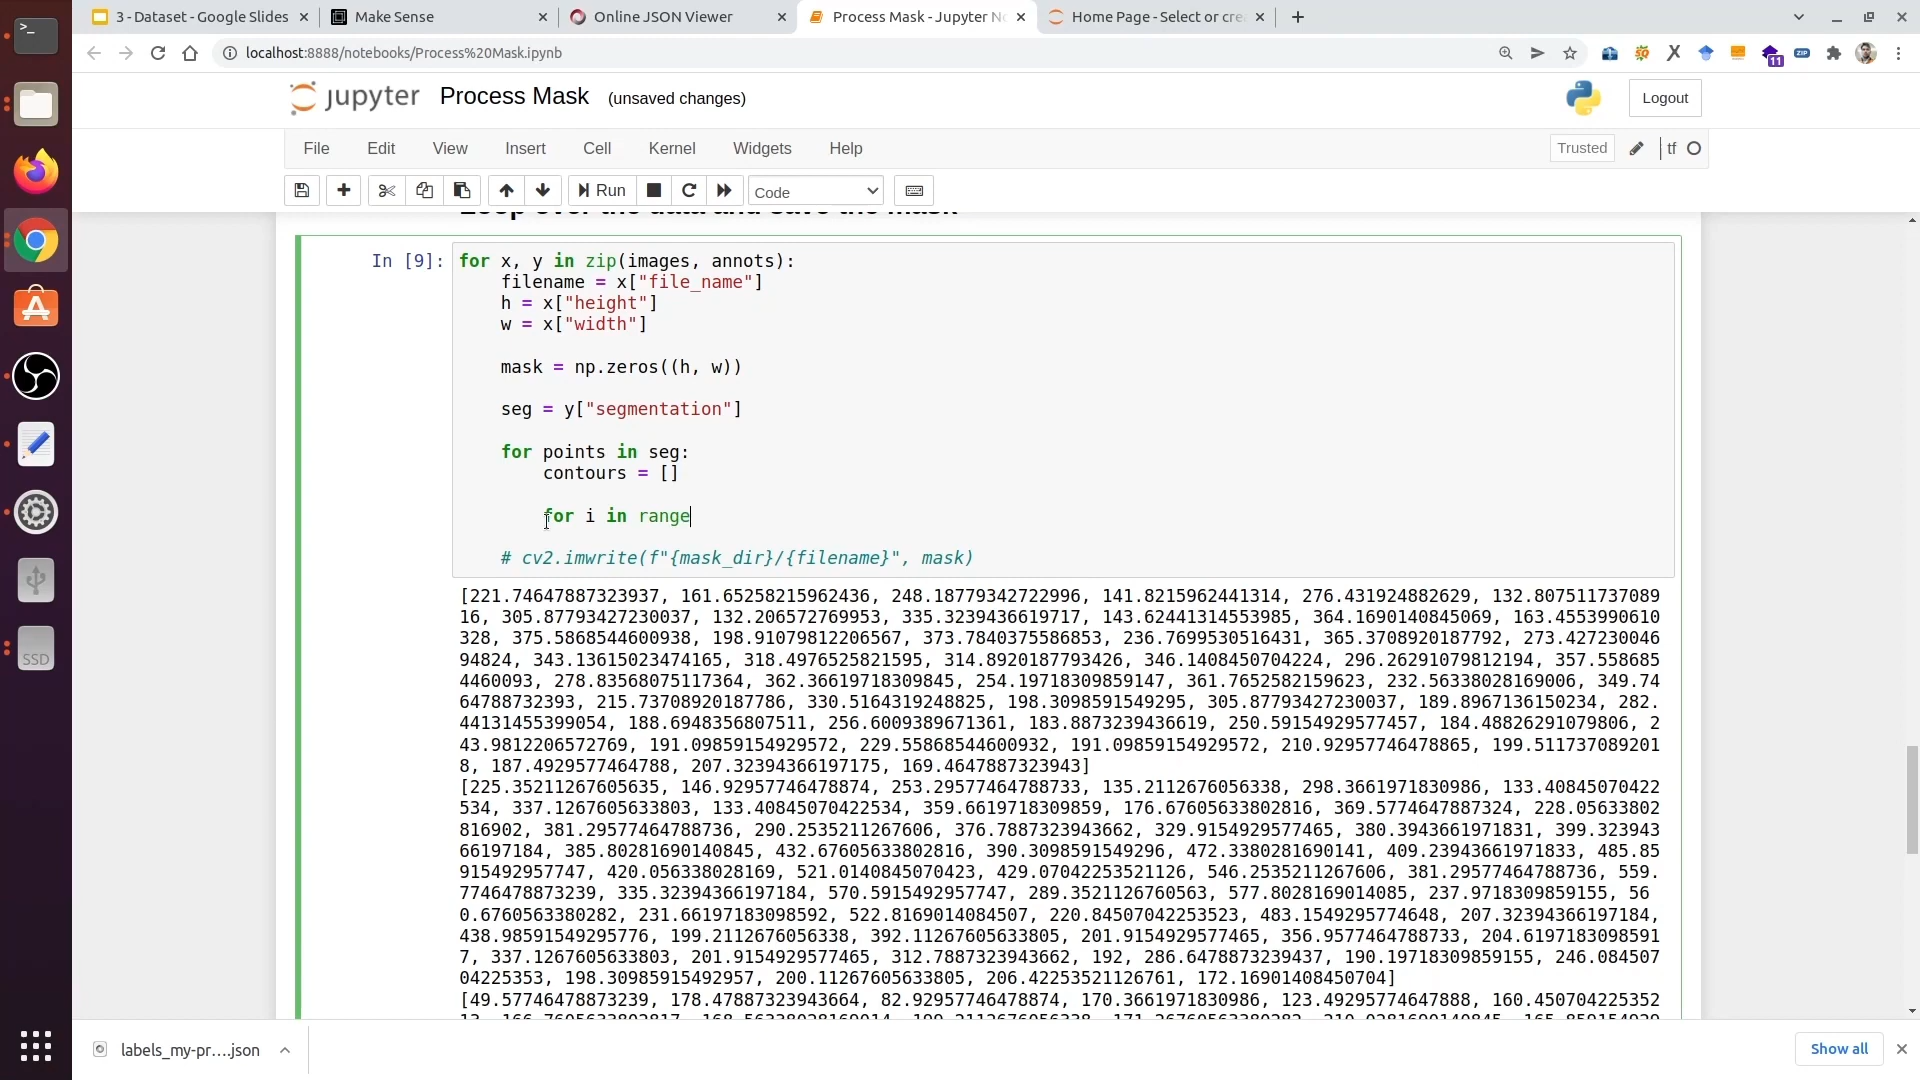 3 - Dataset - Google Slides
Make Sense
Online JSON Viewer
Process Mask - Jupyter No
Home Page - Select or cre
localhost:8888/notebooks/Process%20Mask.ipynb
11
ZIP
jupyter Process Mask (unsaved changes)
Logout
File Edit View Insert Cell Kernel Widgets Help
Trusted tf
Run Code
Loop over the data and save the mask
In [9]: for x, y in zip(images, annots):
filename = x["file_name"]
h = x["height"]
w = x["width"]
mask = np.zeros((h, w))
seg = y["segmentation"]
for points in seg:
contours = []
for i in range
# cv2.imwrite(f"{mask_dir}/{filename}", mask)
[221.74647887323937, 161.65258215962436, 248.18779342722996, 141.8215962441314, 276.431924882629, 132.807511737089
16, 305.87793427230037, 132.206572769953, 335.3239436619717, 143.62441314553985, 364.1690140845069, 163.4553990610
328, 375.5868544600938, 198.91079812206567, 373.7840375586853, 236.7699530516431, 365.3708920187792, 273.427230046
94824, 343.13615023474165, 318.4976525821595, 314.8920187793426, 346.1408450704224, 296.26291079812194, 357.558685
4460093, 278.83568075117364, 362.36619718309845, 254.19718309859147, 361.7652582159623, 232.56338028169006, 349.74
64788732393, 215.73708920187786, 330.5164319248825, 198.3098591549295, 305.87793427230037, 189.8967136150234, 282.
44131455399054, 188.6948356807511, 256.6009389671361, 183.8873239436619, 250.59154929577457, 184.48826291079806, 2
43.9812206572769, 191.09859154929572, 229.55868544600932, 191.09859154929572, 210.92957746478865, 199.511737089201
8, 187.4929577464788, 207.32394366197175, 169.4647887323943]
[225.35211267605635, 146.92957746478874, 253.29577464788733, 135.2112676056338, 298.3661971830986, 133.40845070422
534, 337.1267605633803, 133.40845070422534, 359.6619718309859, 176.67605633802816, 369.5774647887324, 228.05633802
816902, 381.29577464788736, 290.2535211267606, 376.7887323943662, 329.9154929577465, 380.3943661971831, 399.323943
66197184, 385.80281690140845, 432.67605633802816, 390.3098591549296, 472.3380281690141, 409.23943661971833, 485.85
915492957747, 420.056338028169, 521.0140845070423, 429.07042253521126, 546.2535211267606, 381.29577464788736, 559.
7746478873239, 335.32394366197184, 570.5915492957747, 289.3521126760563, 577.8028169014085, 237.9718309859155, 56
0.6760563380282, 231.66197183098592, 522.8169014084507, 220.84507042253523, 483.1549295774648, 207.32394366197184,
438.98591549295776, 199.2112676056338, 392.11267605633805, 201.9154929577465, 356.9577464788733, 204.6197183098591
7, 337.1267605633803, 201.9154929577465, 312.7887323943662, 192, 286.6478873239437, 190.19718309859155, 246.084507
04225353, 198.30985915492957, 200.11267605633805, 206.42253521126761, 172.16901408450704]
[49.57746478873239, 178.47887323943664, 82.92957746478874, 170.3661971830986, 123.49295774647888, 160.450704225352
labels_my-pr....json
Show all
SSD